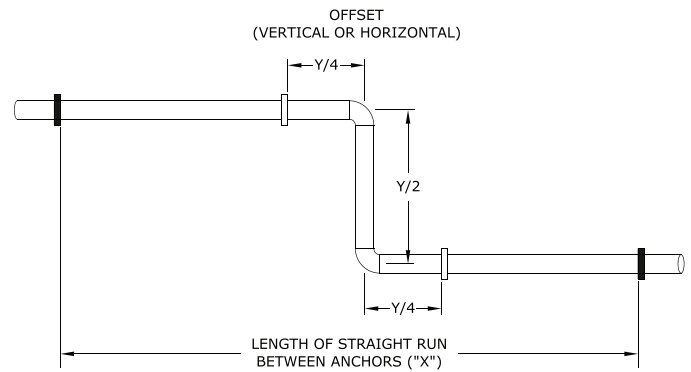 OFFSET
(VERTICAL OR HORIZONTAL)
Y/4
Y/2
Y/4
LENGTH OF STRAIGHT RUN
BETWEEN ANCHORS ("X")